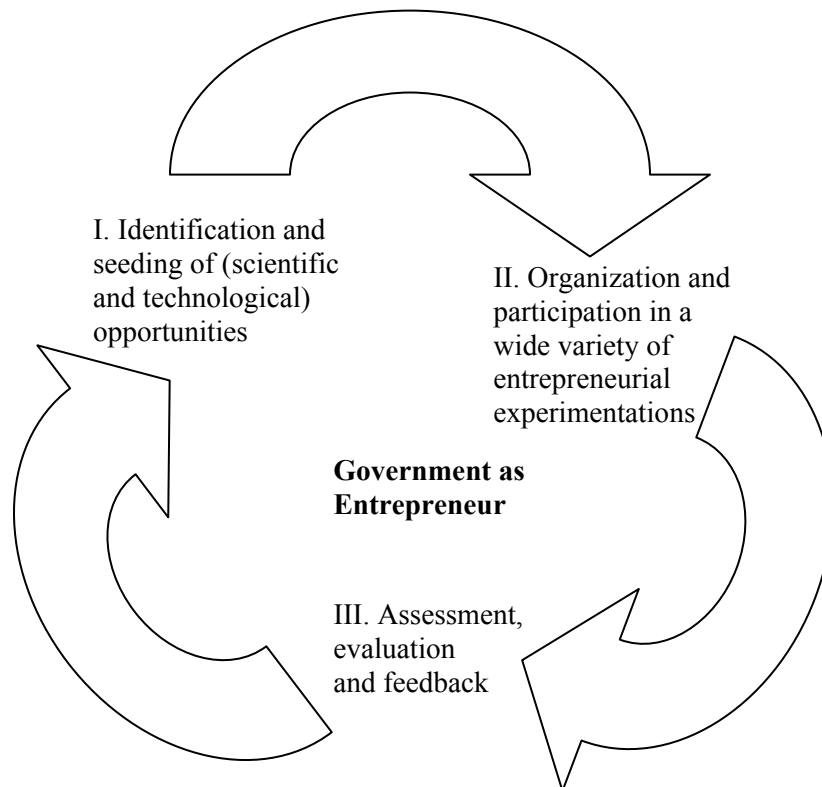 I. Identification and
seeding of (scientific
and technological)
opportunities
II. Organization and
participation in a
wide variety of
entrepreneurial
experimentations
Government as
Entrepreneur
III. Assessment,
evaluation
and feedback